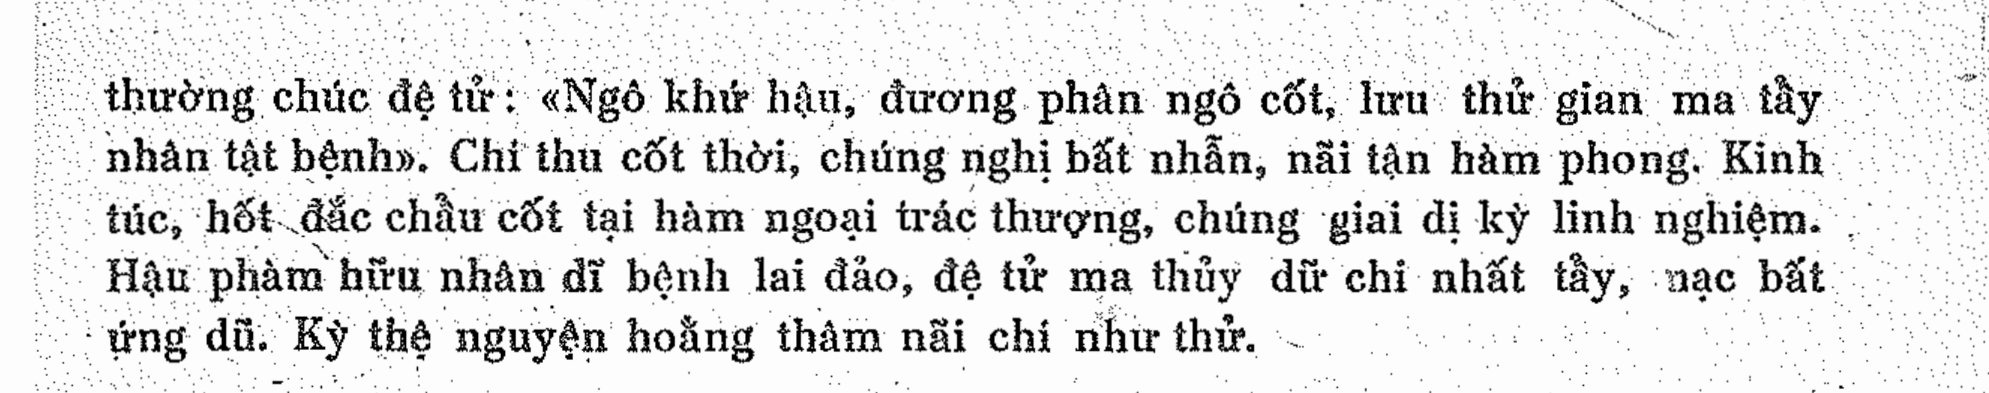 thường chúc đệ tử: «Ngô khứ hậu, đương phân ngô cốt, lưu thử gian ma tẩy
nhân tật bệnh». Chí thu cốt thời, chúng nghị bất nhẫn, nãi tận hàm phong. Kinh
túc, hốt đắc chẩu cốt tại hàm ngoại trác thượng, chúng giai dị kỳ linh nghiệm.
Hậu phàm hữu nhân dĩ bệnh lai đảo, đệ tử ma thủy dữ chi nhất tẩy, nạc bất
ứng dũ. Kỳ thệ nguyện hoằng thâm nãi chí như thử.